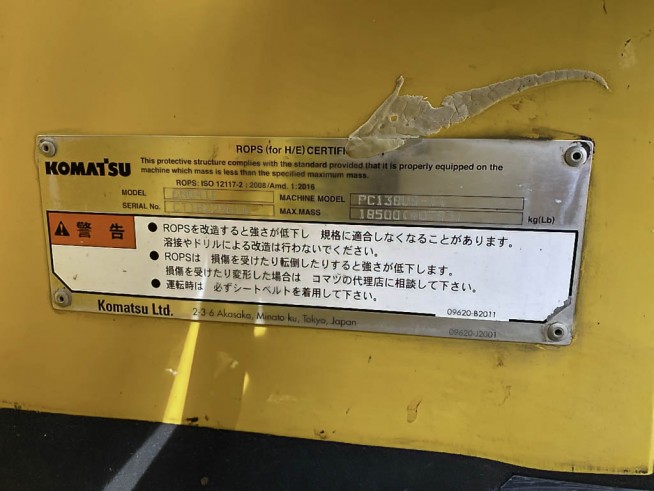 ROPS (for H/E) CERTIFI
KOMATSU
This protective structure complies with the standard provided that it is properly equipped on the
machine which mass is less than the specified maximum mass.
ROPS: ISO 12117-2 : 2008/Amd. 1: 2016
MODEL MACHINE MODEL
SERIAL No. MAX.MASS kg(Lb)
警告
● ROPSを改造すると強さが低下し 規格に適合しなくなることがあります。
溶接やドリルによる改造は行わないでください。
● ROPSは 損傷を受けたり転倒したりすると強さが低下します。
損傷を受けたり変形した場合は コマツの代理店に相談して下さい。
● 運転時は 必ずシートベルトを着用して下さい。
09620-B2011
Komatsu Ltd. 2-3-6 Akasaka, Minato-ku, Tokyo, Japan
09620-J2001